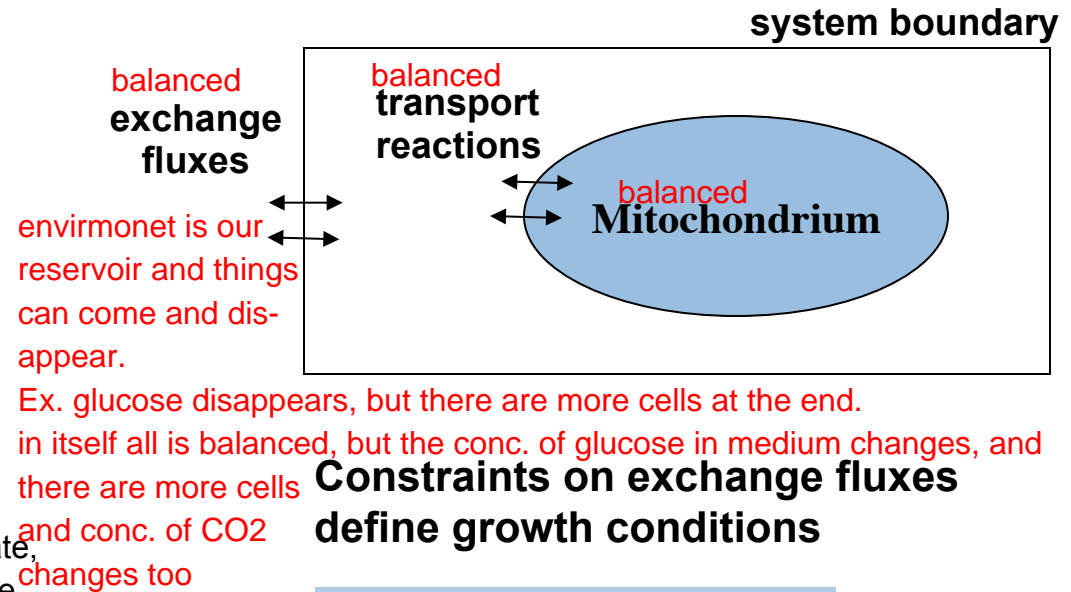 system boundary
balanced
exchange
fluxes
balanced
transport
reactions
balanced
Mitochondrium
envirmonet is our
reservoir and things
can come and dis-
appear.
Ex. glucose disappears, but there are more cells at the end.
in itself all is balanced, but the conc. of glucose in medium changes, and
there are more cells
and conc. of CO2
changes too
Constraints on exchange fluxes
define growth conditions